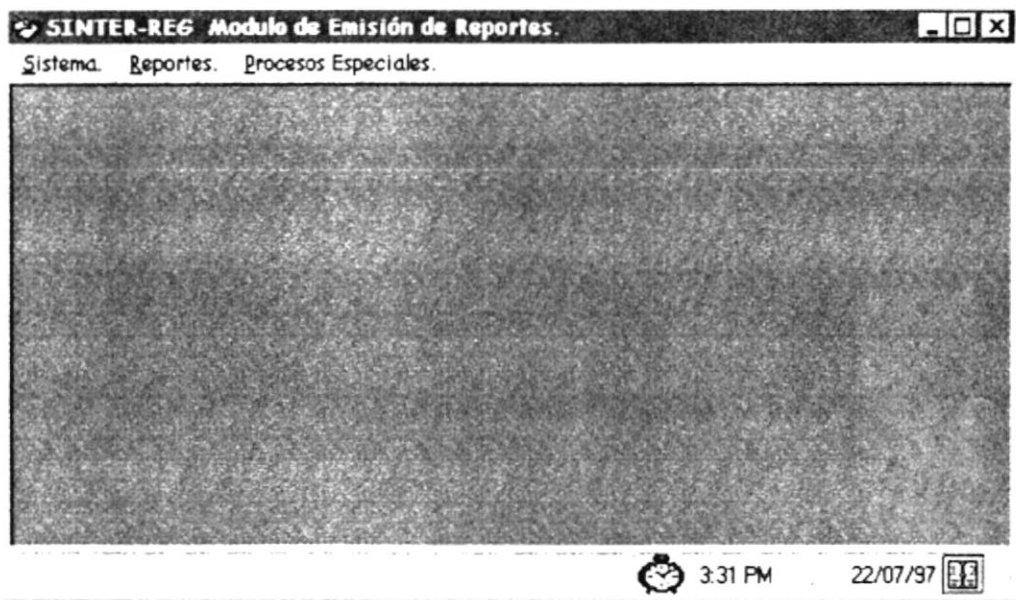 SINTER-REG Modulo de Emisión de Reportes.
Sistema. Reportes. Procesos Especiales.
3:31 PM 22/07/97